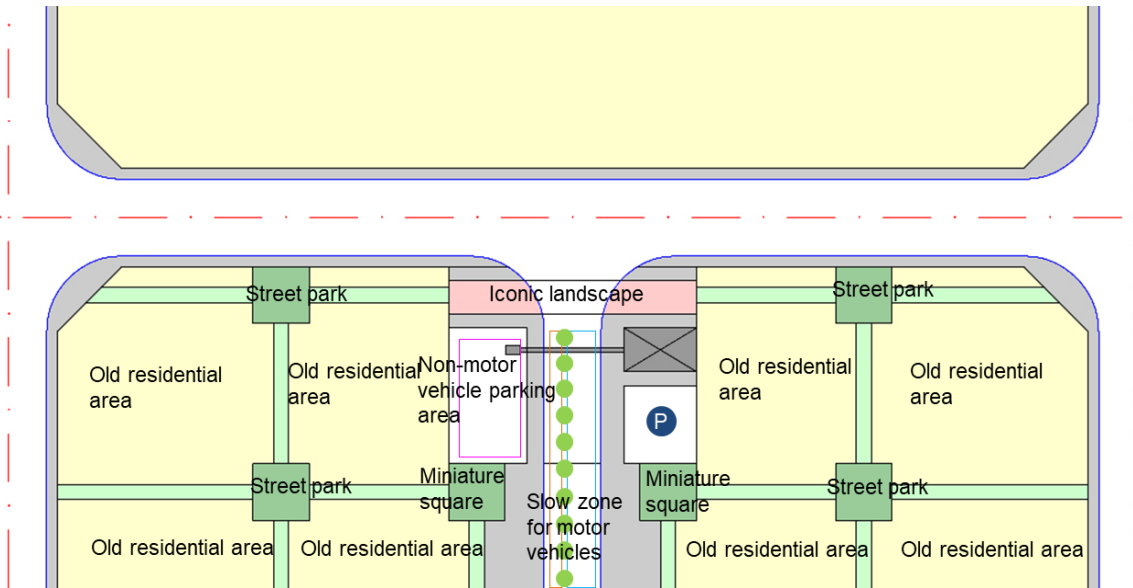 Street park
Iconic landscape
Street park
Old residential
area
Old residential
area
Non-motor
vehicle parking
area
Old residential
area
Old residential
area
P
Street park
Miniature
square
Slow zone
for motor
vehicles
Miniature
square
Street park
Old residential area
Old residential area
Old residential area
Old residential area